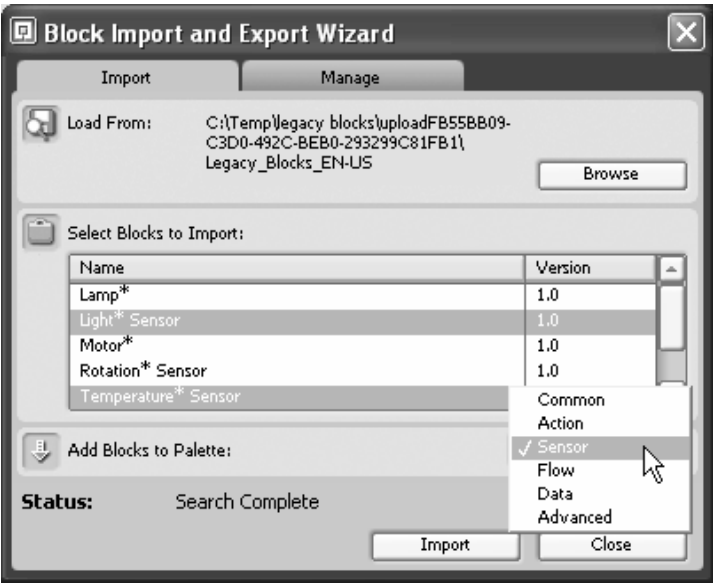 Block Import and Export Wizard
Import Manage
Load From: C:\Temp\legacy blocks\uploadFB55BB09-
C3D0-492C-BEB0-293299C81FB1\
Legacy_Blocks_EN-US
Browse
Select Blocks to Import:
Name Version
Lamp* 1.0
Light* Sensor 1.0
Motor* 1.0
Rotation* Sensor 1.0
Temperature* Sensor
Common
Action
Add Blocks to Palette: ✓ Sensor
Flow
Data
Status: Search Complete
Advanced
Import Close